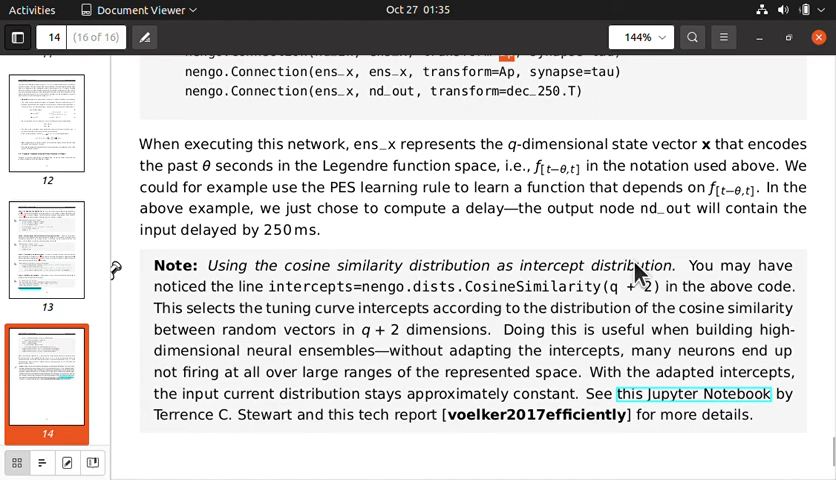 Activities
Document Viewer
Oct 27 01:35
14
(16 of 16)
144%
nengo.Connection(ens_x, ens_x, transform=Ap, synapse=tau)
nengo.Connection(ens_x, nd_out, transform=dec_250.T)
When executing this network, ens_x represents the q-dimensional state vector x that encodes
the past θ seconds in the Legendre function space, i.e., f[t−θ,t] in the notation used above. We
could for example use the PES learning rule to learn a function that depends on f[t−θ,t]. In the
above example, we just chose to compute a delay—the output node nd_out will contain the
input delayed by 250 ms.
Note: Using the cosine similarity distribution as intercept distribution. You may have
noticed the line intercepts=nengo.dists.CosineSimilarity(q + 2) in the above code.
This selects the tuning curve intercepts according to the distribution of the cosine similarity
between random vectors in q + 2 dimensions. Doing this is useful when building high-
dimensional neural ensembles—without adapting the intercepts, many neurons end up
not firing at all over large ranges of the represented space. With the adapted intercepts,
the input current distribution stays approximately constant. See this Jupyter Notebook by
Terrence C. Stewart and this tech report [voelker2017efficiently] for more details.
12
13
14